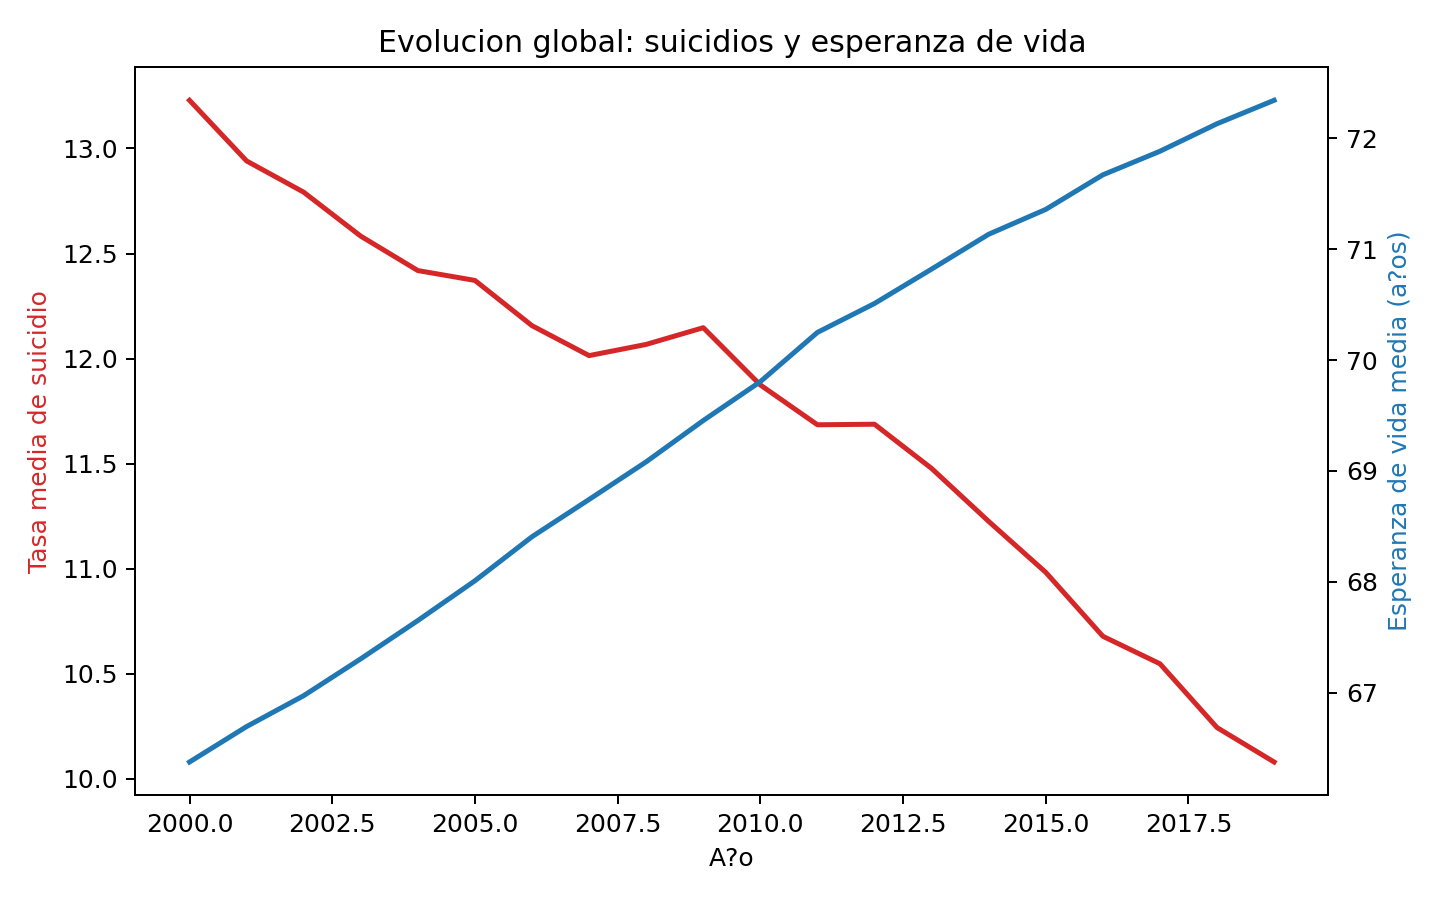 Evolucion global: suicidios y esperanza de vida
Tasa media de suicidio
13.0
12.5
12.0
11.5
11.0
10.5
10.0
72
71
70
69
68
67
Esperanza de vida media (a?os)
2000.0 2002.5 2005.0 2007.5 2010.0 2012.5 2015.0 2017.5
A?o